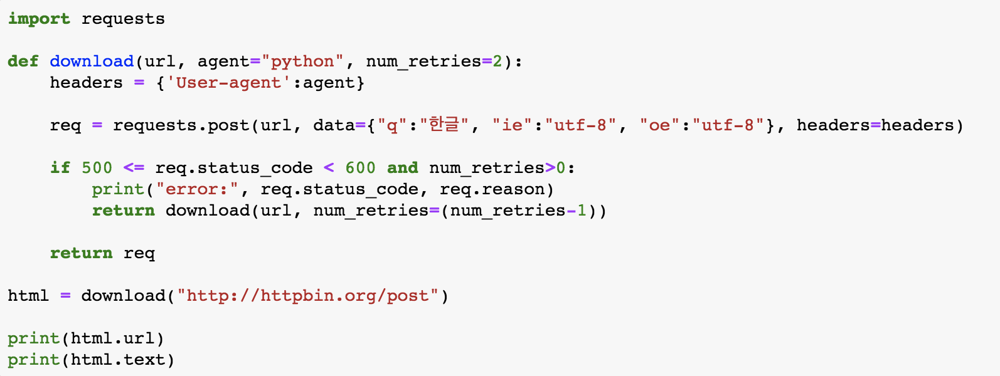 import requests
def download(url, agent="python", num_retries=2):
    headers = {'User-agent':agent}
    req = requests.post(url, data={"q":"한글", "ie":"utf-8", "oe":"utf-8"}, headers=headers)
    if 500 <= req.status_code < 600 and num_retries>0:
        print("error:", req.status_code, req.reason)
        return download(url, num_retries=(num_retries-1))
    return req
html = download("http://httpbin.org/post")
print(html.url)
print(html.text)